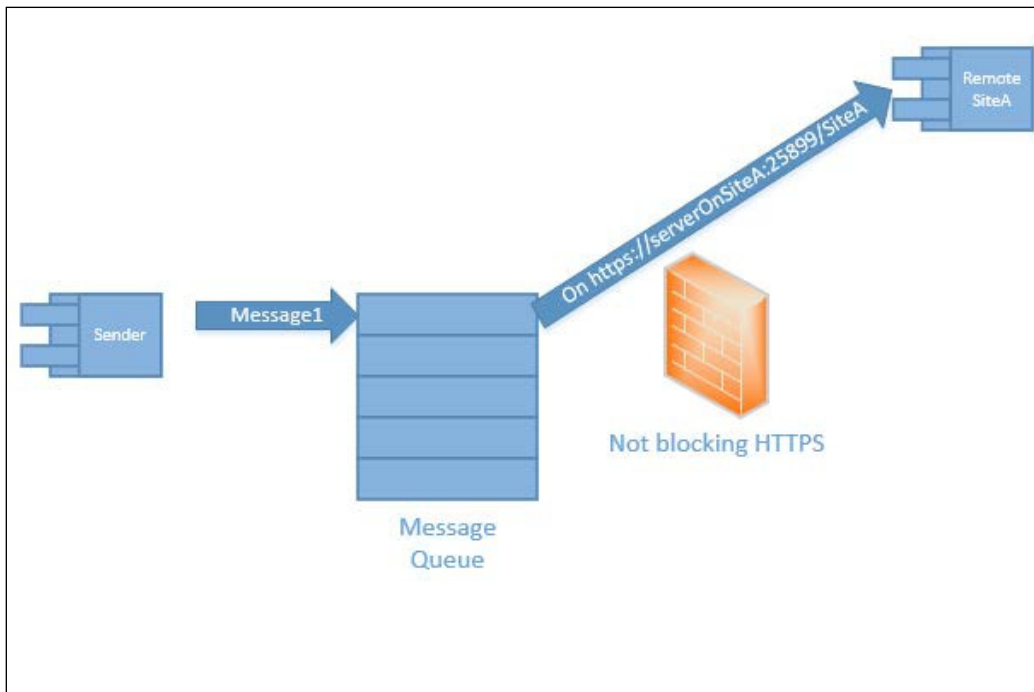 Remote
SiteA
On https://serverOnSiteA:25899/SiteA
Message1
Sender
Not blocking HTTPS
Message
Queue